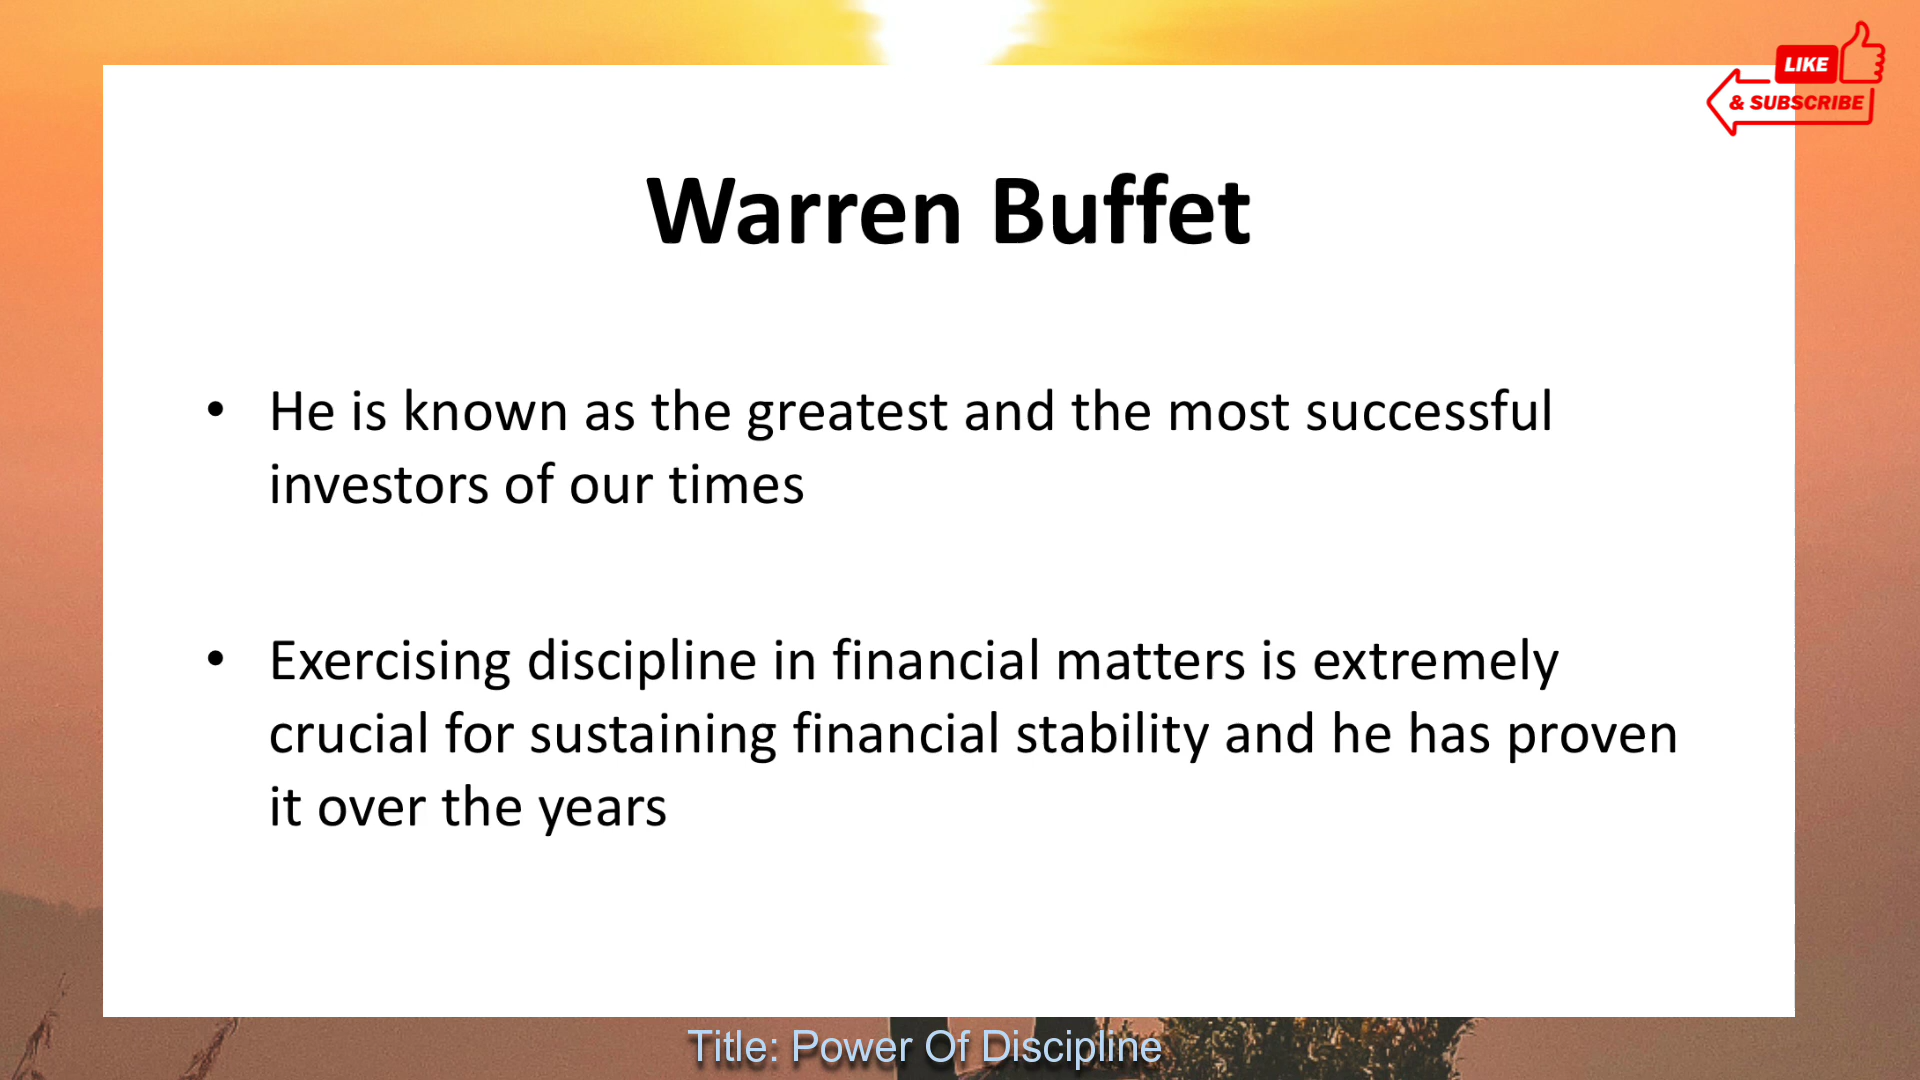 LIKE
& SUBSCRIBE
Warren Buffet
• He is known as the greatest and the most successful
investors of our times
• Exercising discipline in financial matters is extremely
crucial for sustaining financial stability and he has proven
it over the years
Title: Power Of Discipline